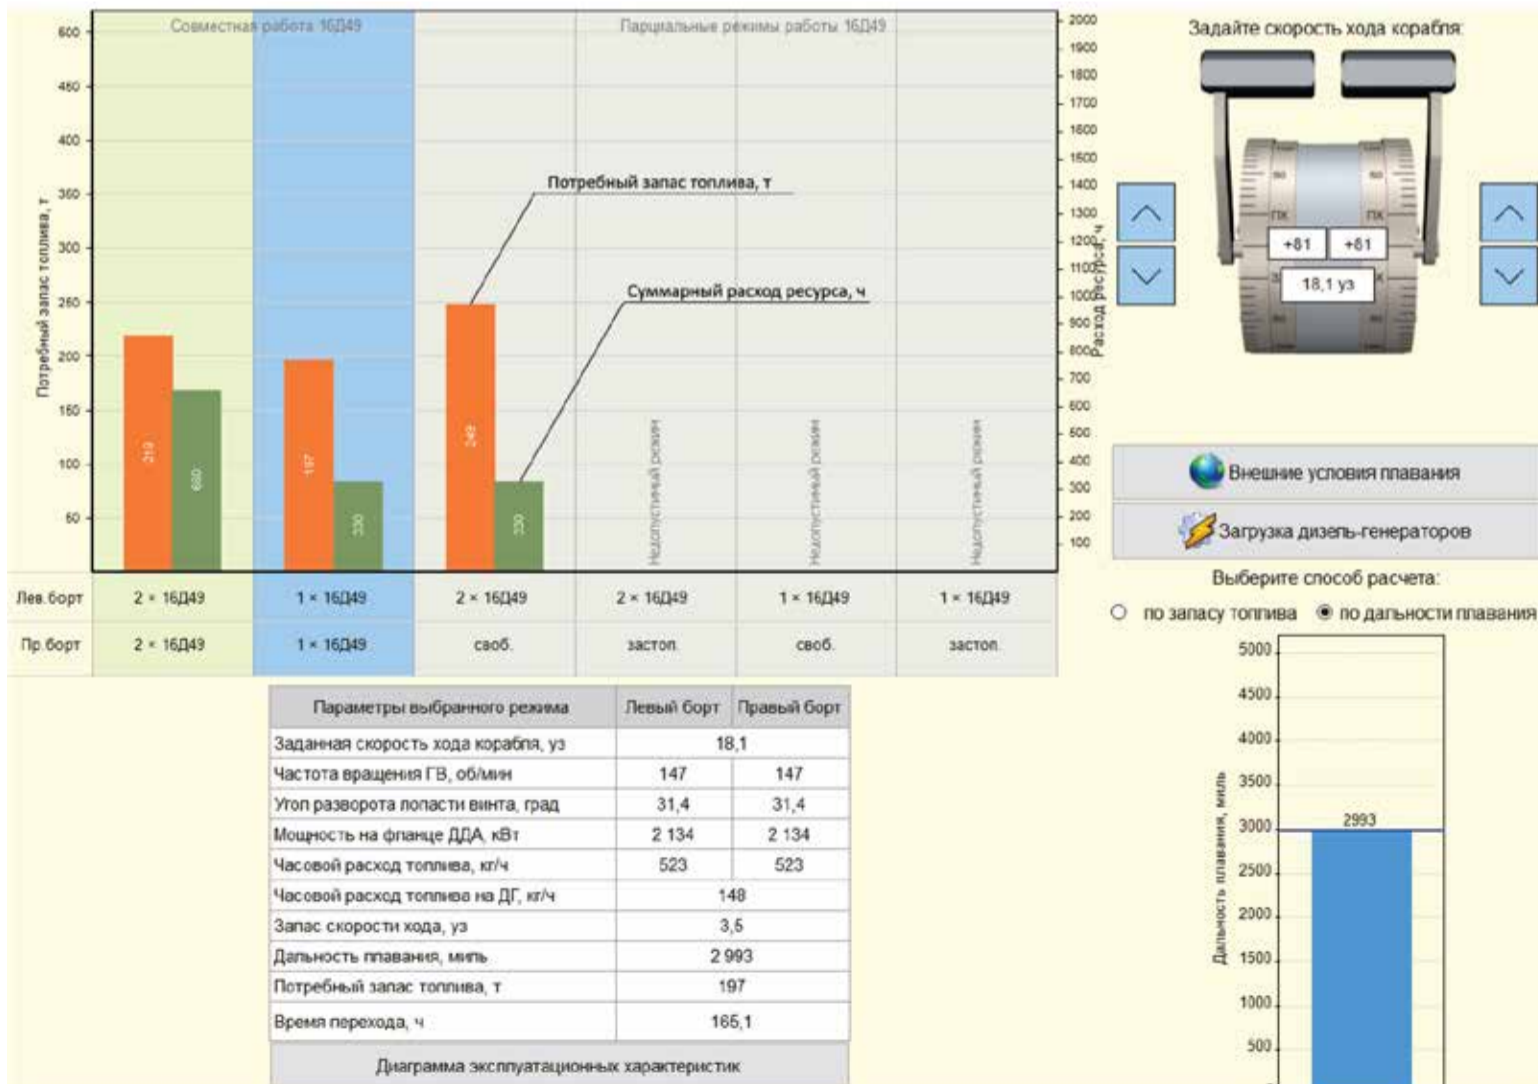 Совместная работа 16Д49
Парциальные режимы работы 16Д49
Потребный запас топлива, т
600
450
400
350
300
250
200
150
100
50
2000
1900
1800
1700
1600
1500
1400
1300
1200
1100
1000
900
800
700
600
500
400
300
200
100
Расход ресурса, ч
Потребный запас топлива, т
Суммарный расход ресурса, ч
219
660
197
330
249
330
Недопустимый режим
Недопустимый режим
Недопустимый режим
Лев.борт 2 × 16Д49 1 × 16Д49 2 × 16Д49 2 × 16Д49 1 × 16Д49 1 × 16Д49
Пр.борт 2 × 16Д49 1 × 16Д49 своб. застоп. своб. застоп.
Задайте скорость хода корабля:
ПХ ПХ
+61 +61
18,1 уз
Внешние условия плавания
Загрузка дизель-генераторов
Выберите способ расчета:
по запасу топлива по дальности плавания
Дальность плавания, миль
5000
4500
4000
3500
3000
2500
2000
1500
1000
500
2993
Параметры выбранного режима Левый борт Правый борт
Заданная скорость хода корабля, уз 18,1
Частота вращения ГВ, об/мин 147 147
Угол разворота лопасти винта, град 31,4 31,4
Мощность на фланце ДДА, кВт 2 134 2 134
Часовой расход топлива, кг/ч 523 523
Часовой расход топлива на ДГ, кг/ч 148
Запас скорости хода, уз 3,5
Дальность плавания, миль 2 993
Потребный запас топлива, т 197
Время перехода, ч 165,1
Диаграмма эксплуатационных характеристик